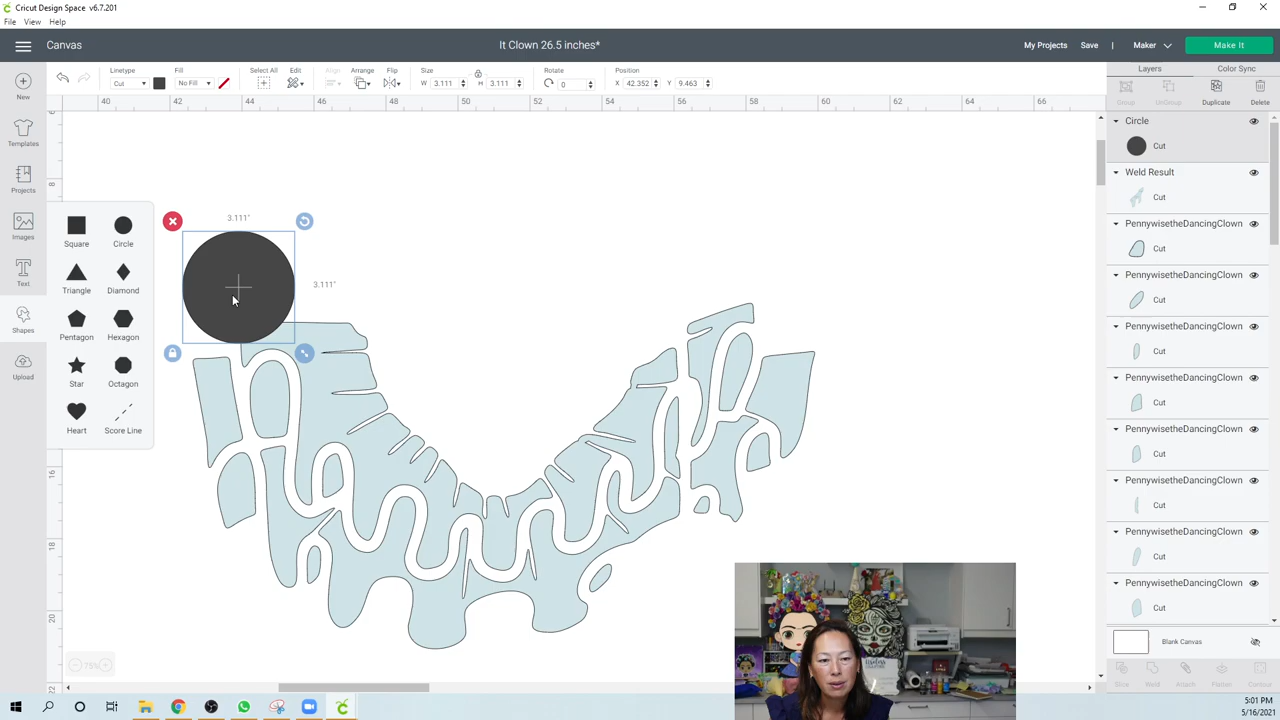 Cricut Design Space v6.7.201
File View Help
Canvas
It Clown 26.5 inches*
My Projects
Save
Maker
Make It
New
Templates
Projects
Images
Text
Shapes
Upload
Linetype
Cut
Fill
No Fill
Select All
Edit
Align
Arrange
Flip
Size
W 3.111
H 3.111
Rotate
0
Position
X 42.352
Y 9.463
40 42 44 46 48 50 52 54 56 58 60 62 64 66
8
16
18
20
22
Square
Circle
Triangle
Diamond
Pentagon
Hexagon
Star
Octagon
Heart
Score Line
3.111"
3.111"
75%
Layers
Color Sync
Group
UnGroup
Duplicate
Delete
Circle
Cut
Weld Result
Cut
PennywisetheDancingClown
Cut
PennywisetheDancingClown
Cut
PennywisetheDancingClown
Cut
PennywisetheDancingClown
Cut
PennywisetheDancingClown
Cut
PennywisetheDancingClown
Cut
PennywisetheDancingClown
Cut
PennywisetheDancingClown
Cut
Blank Canvas
Slice
Weld
Attach
Flatten
Contour
5:01 PM
5/16/2021